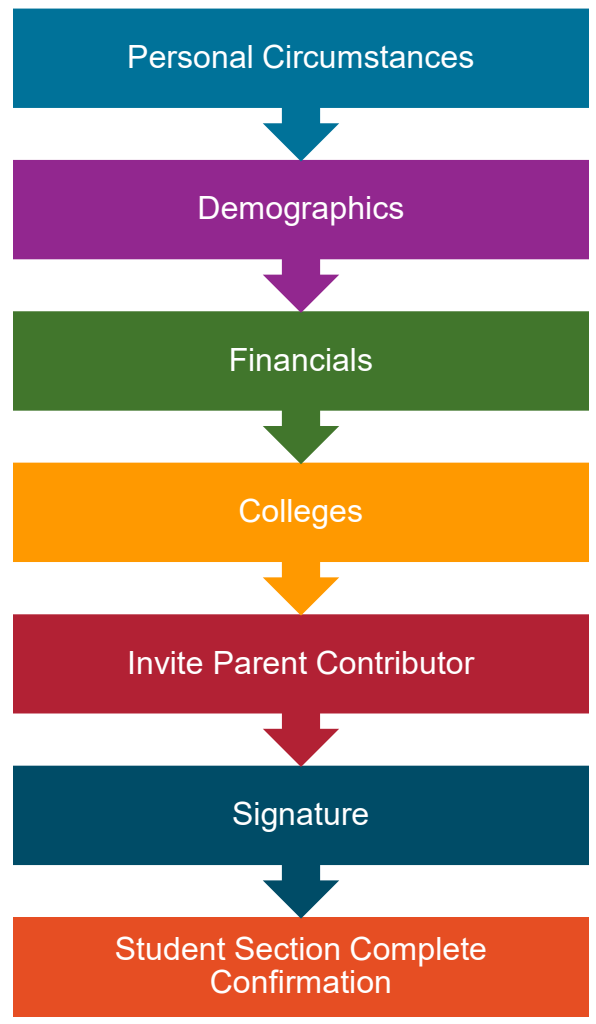 Personal Circumstances
Demographics
Financials
Colleges
Invite Parent Contributor
Signature
Student Section Complete
Confirmation